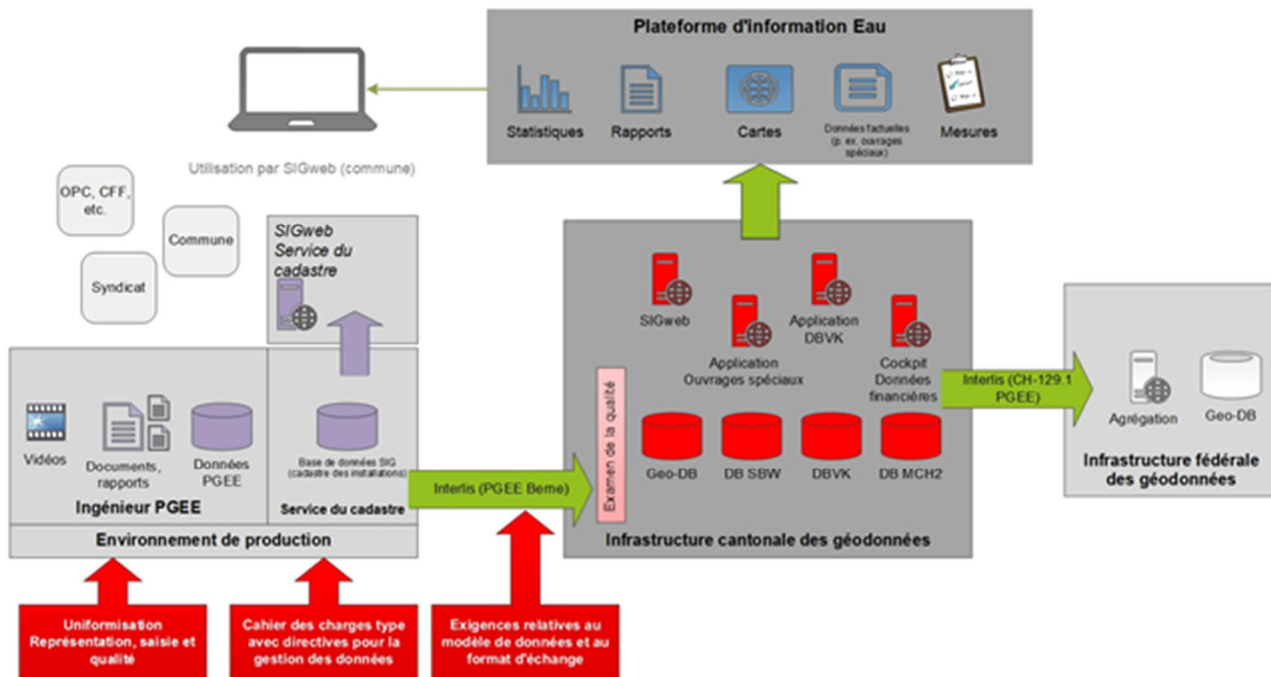 Plateforme d'information Eau
Statistiques
Rapports
Cartes
Données factuelles
(p. ex. ouvrages
spéciaux)
Mesures
Utilisation par SIGweb (commune)
OPC, CFF,
etc.
Commune
Syndicat
SIGweb
Service du
cadastre
Vidéos
Documents,
rapports
Données
PGEE
Ingénieur PGEE
Base de données SIG
(cadastre des installations)
Service du cadastre
Environnement de production
Interlis (PGEE Berne)
Examen de la qualité
SIGweb
Application
Ouvrages spéciaux
Application
DBVK
Cockpit
Données
financières
Geo-DB
DB SBW
DBVK
DB MCH2
Infrastructure cantonale des géodonnées
Interlis (CH-129.1
PGEE)
Agrégation
Geo-DB
Infrastructure fédérale
des géodonnées
Uniformisation
Représentation, saisie et
qualité
Cahier des charges type
avec directives pour la
gestion des données
Exigences relatives au
modèle de données et au
format d'échange